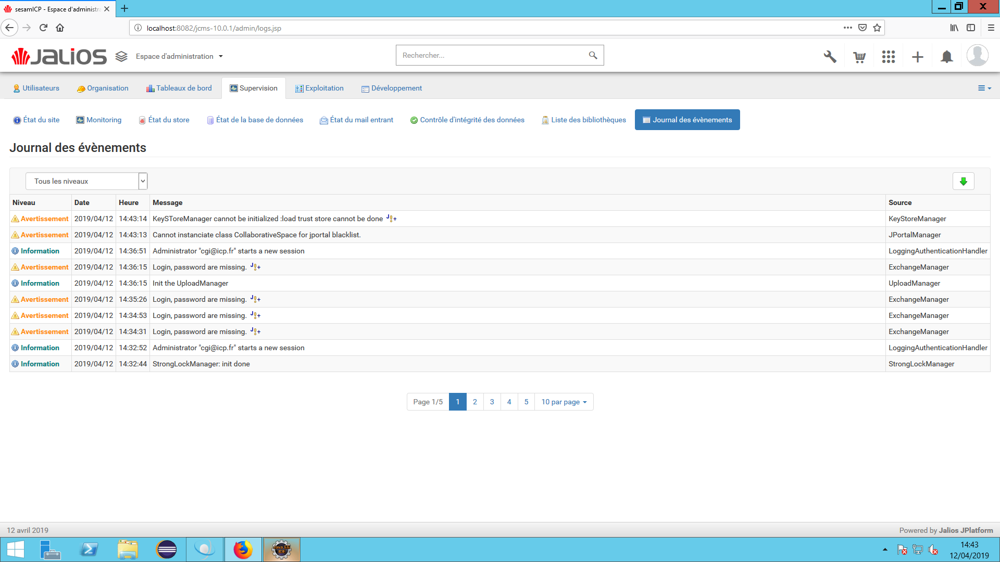 sesamICP - Espace d'administra
localhost:8082/jcms-10.0.1/admin/logs.jsp
JALIOS Espace d'administration Rechercher...
Utilisateurs Organisation Tableaux de bord Supervision Exploitation Développement
État du site Monitoring État du store État de la base de données État du mail entrant Contrôle d'intégrité des données Liste des bibliothèques Journal des évènements
Journal des évènements
Tous les niveaux
Niveau Date Heure Message Source
Avertissement 2019/04/12 14:43:14 KeySToreManager cannot be initialized :load trust store cannot be done KeyStoreManager
Avertissement 2019/04/12 14:43:13 Cannot instanciate class CollaborativeSpace for jportal blacklist. JPortalManager
Information 2019/04/12 14:36:51 Administrator "cgi@icp.fr" starts a new session LoggingAuthenticationHandler
Avertissement 2019/04/12 14:36:15 Login, password are missing. ExchangeManager
Information 2019/04/12 14:36:15 Init the UploadManager UploadManager
Avertissement 2019/04/12 14:35:26 Login, password are missing. ExchangeManager
Avertissement 2019/04/12 14:34:53 Login, password are missing. ExchangeManager
Avertissement 2019/04/12 14:34:31 Login, password are missing. ExchangeManager
Information 2019/04/12 14:32:52 Administrator "cgi@icp.fr" starts a new session LoggingAuthenticationHandler
Information 2019/04/12 14:32:44 StrongLockManager: init done StrongLockManager
Page 1/5 1 2 3 4 5 10 par page
12 avril 2019 Powered by Jalios JPlatform
Java EE
IDE
14:43
12/04/2019